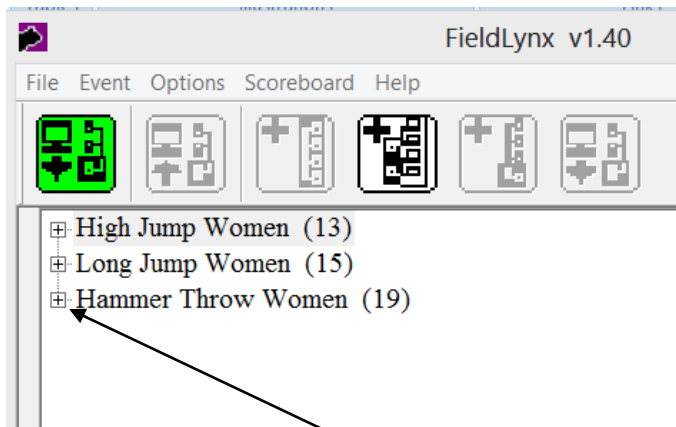 FieldLynx v1.40
File Event Options Scoreboard Help
High Jump Women (13)
Long Jump Women (15)
Hammer Throw Women (19)